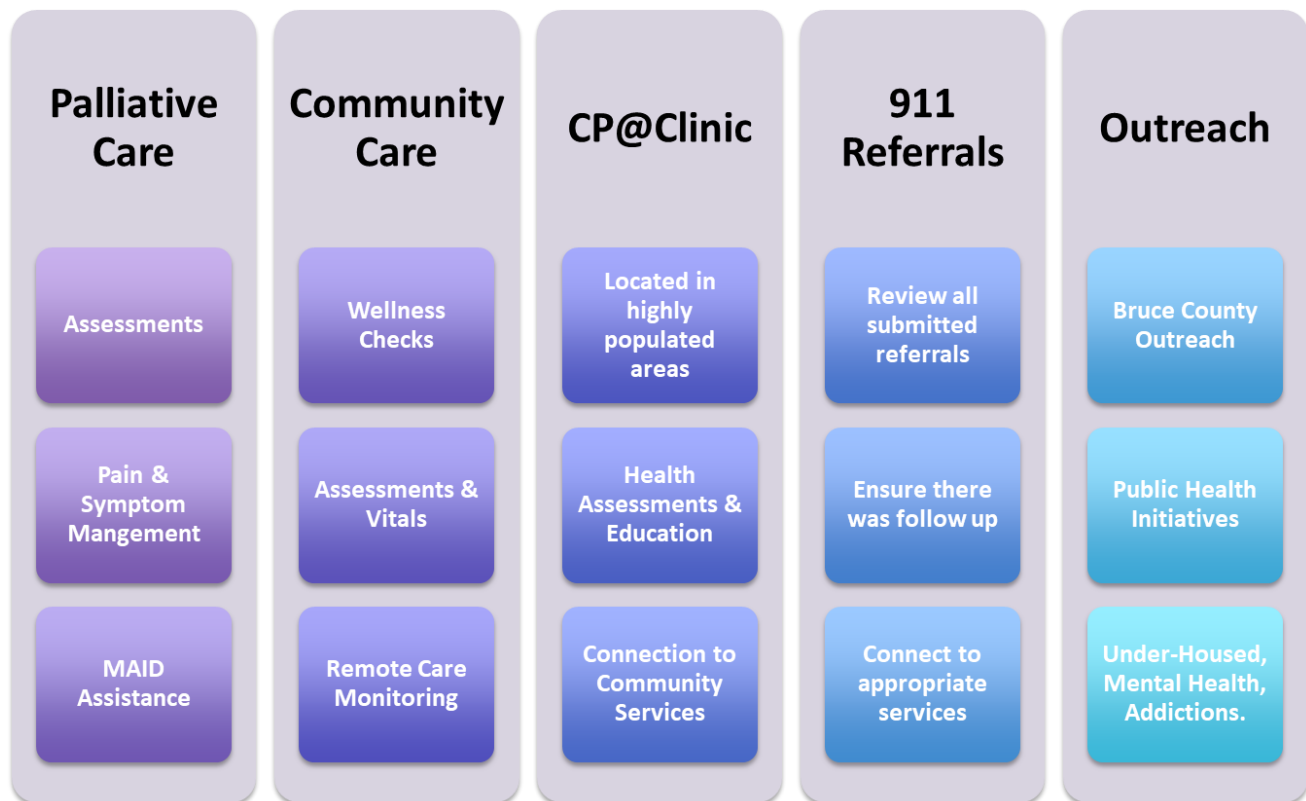 Palliative
Care
Assessments
Pain &
Symptom
Mangement
MAID
Assistance
Community
Care
Wellness
Checks
Assessments &
Vitals
Remote Care
Monitoring
CP@Clinic
Located in
highly
populated
areas
Health
Assessments &
Education
Connection to
Community
Services
911
Referrals
Review all
submitted
referrals
Ensure there
was follow up
Connect to
appropriate
services
Outreach
Bruce County
Outreach
Public Health
Initiatives
Under-Housed,
Mental Health,
Addictions.